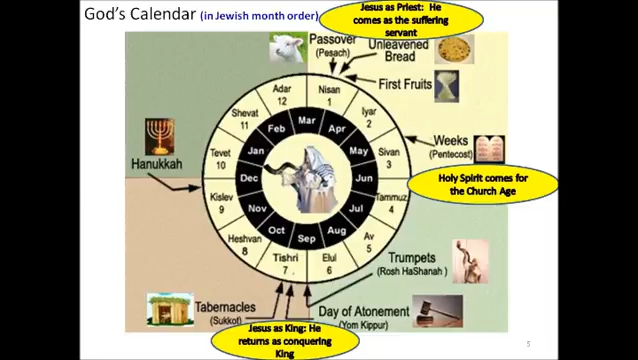 God's Calendar (in Jewish month order)
Jesus as Priest: He
comes as the suffering
servant
Passover
(Pesach)
Unleavened
Bread
First Fruits
Weeks
(Pentecost)
Holy Spirit comes for
the Church Age
Trumpets
(Rosh HaShanah)
Day of Atonement
(Yom Kippur)
Tabernacles
(Sukkot)
Jesus as King: He
returns as conquering
King
Hanukkah
Nisan
1
Iyar
2
Sivan
3
Tammuz
4
Av
5
Elul
6
Tishri
7
Heshvan
8
Kislev
9
Tevet
10
Shevat
11
Adar
12
Mar
Apr
May
Jun
Jul
Aug
Sep
Oct
Nov
Dec
Jan
Feb
5